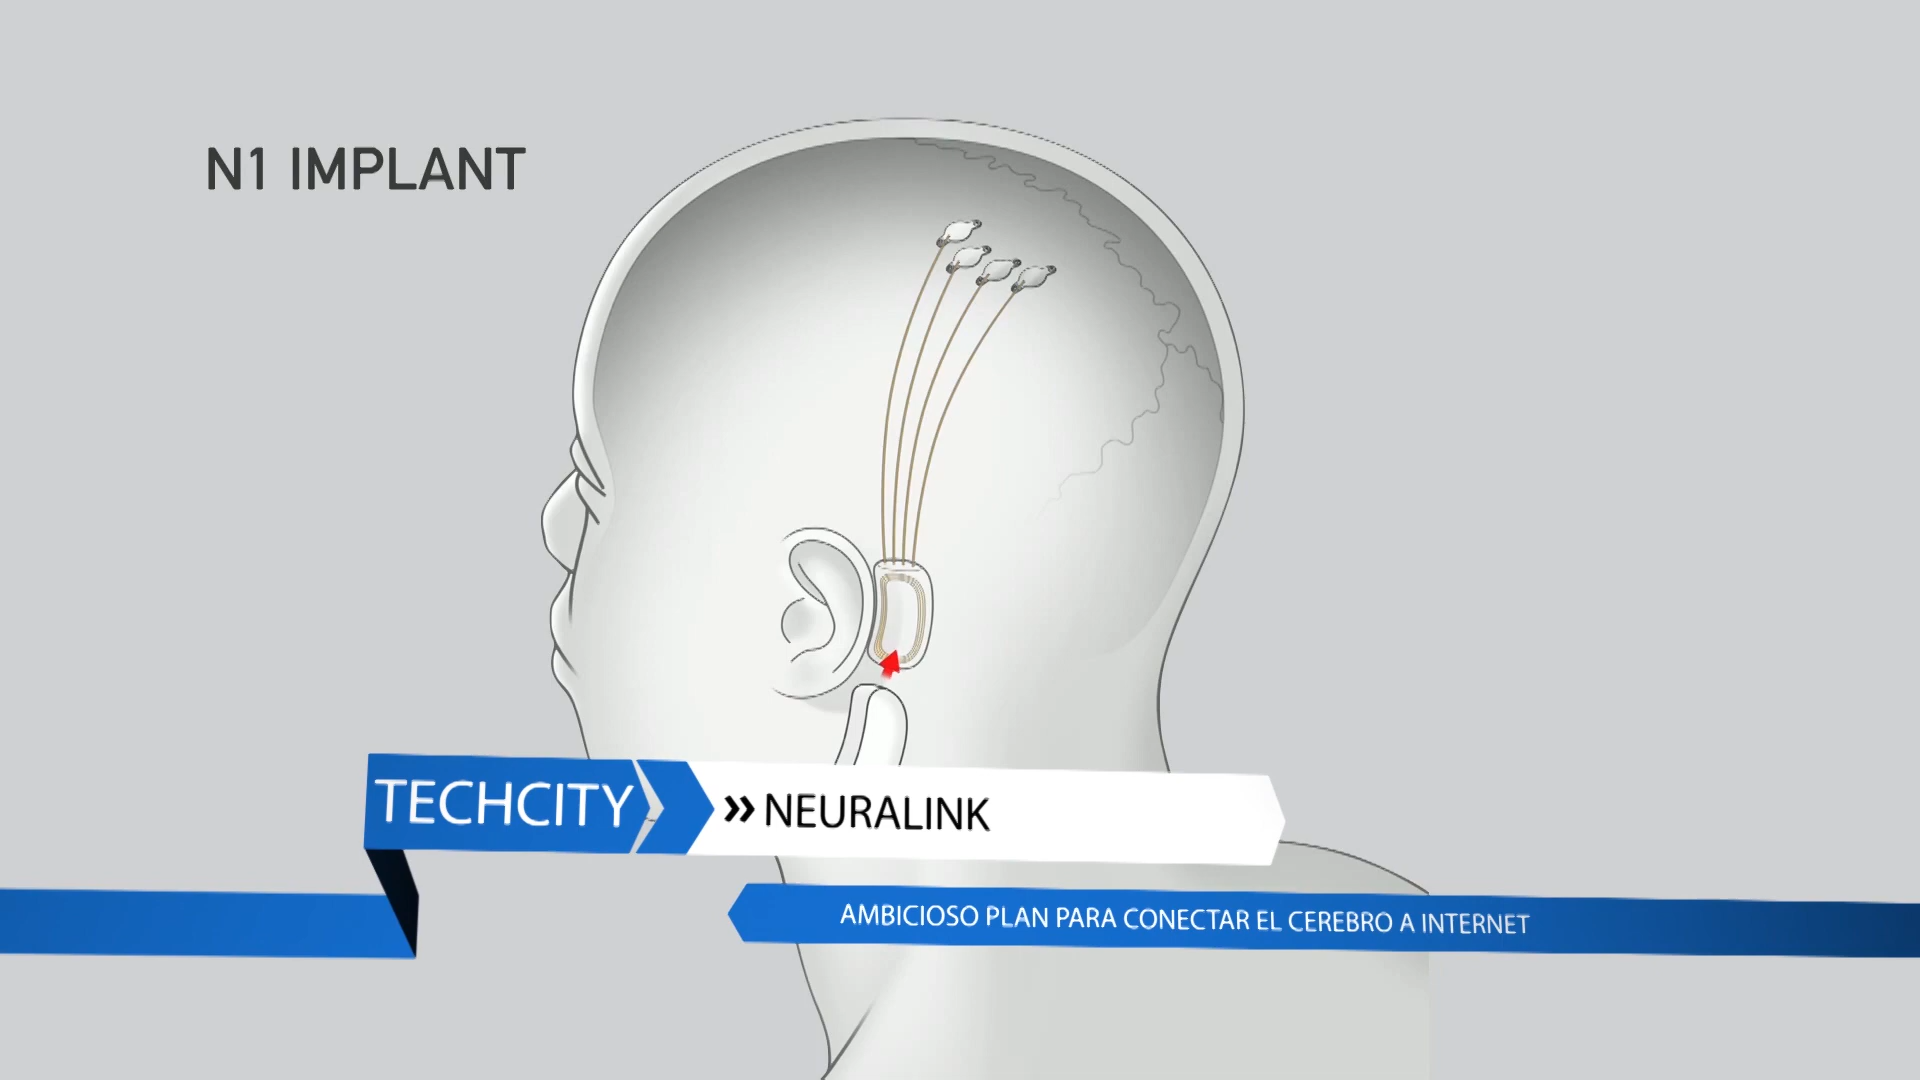 N1 IMPLANT
TECHCITY
» NEURALINK
AMBICIOSO PLAN PARA CONECTAR EL CEREBRO A INTERNET